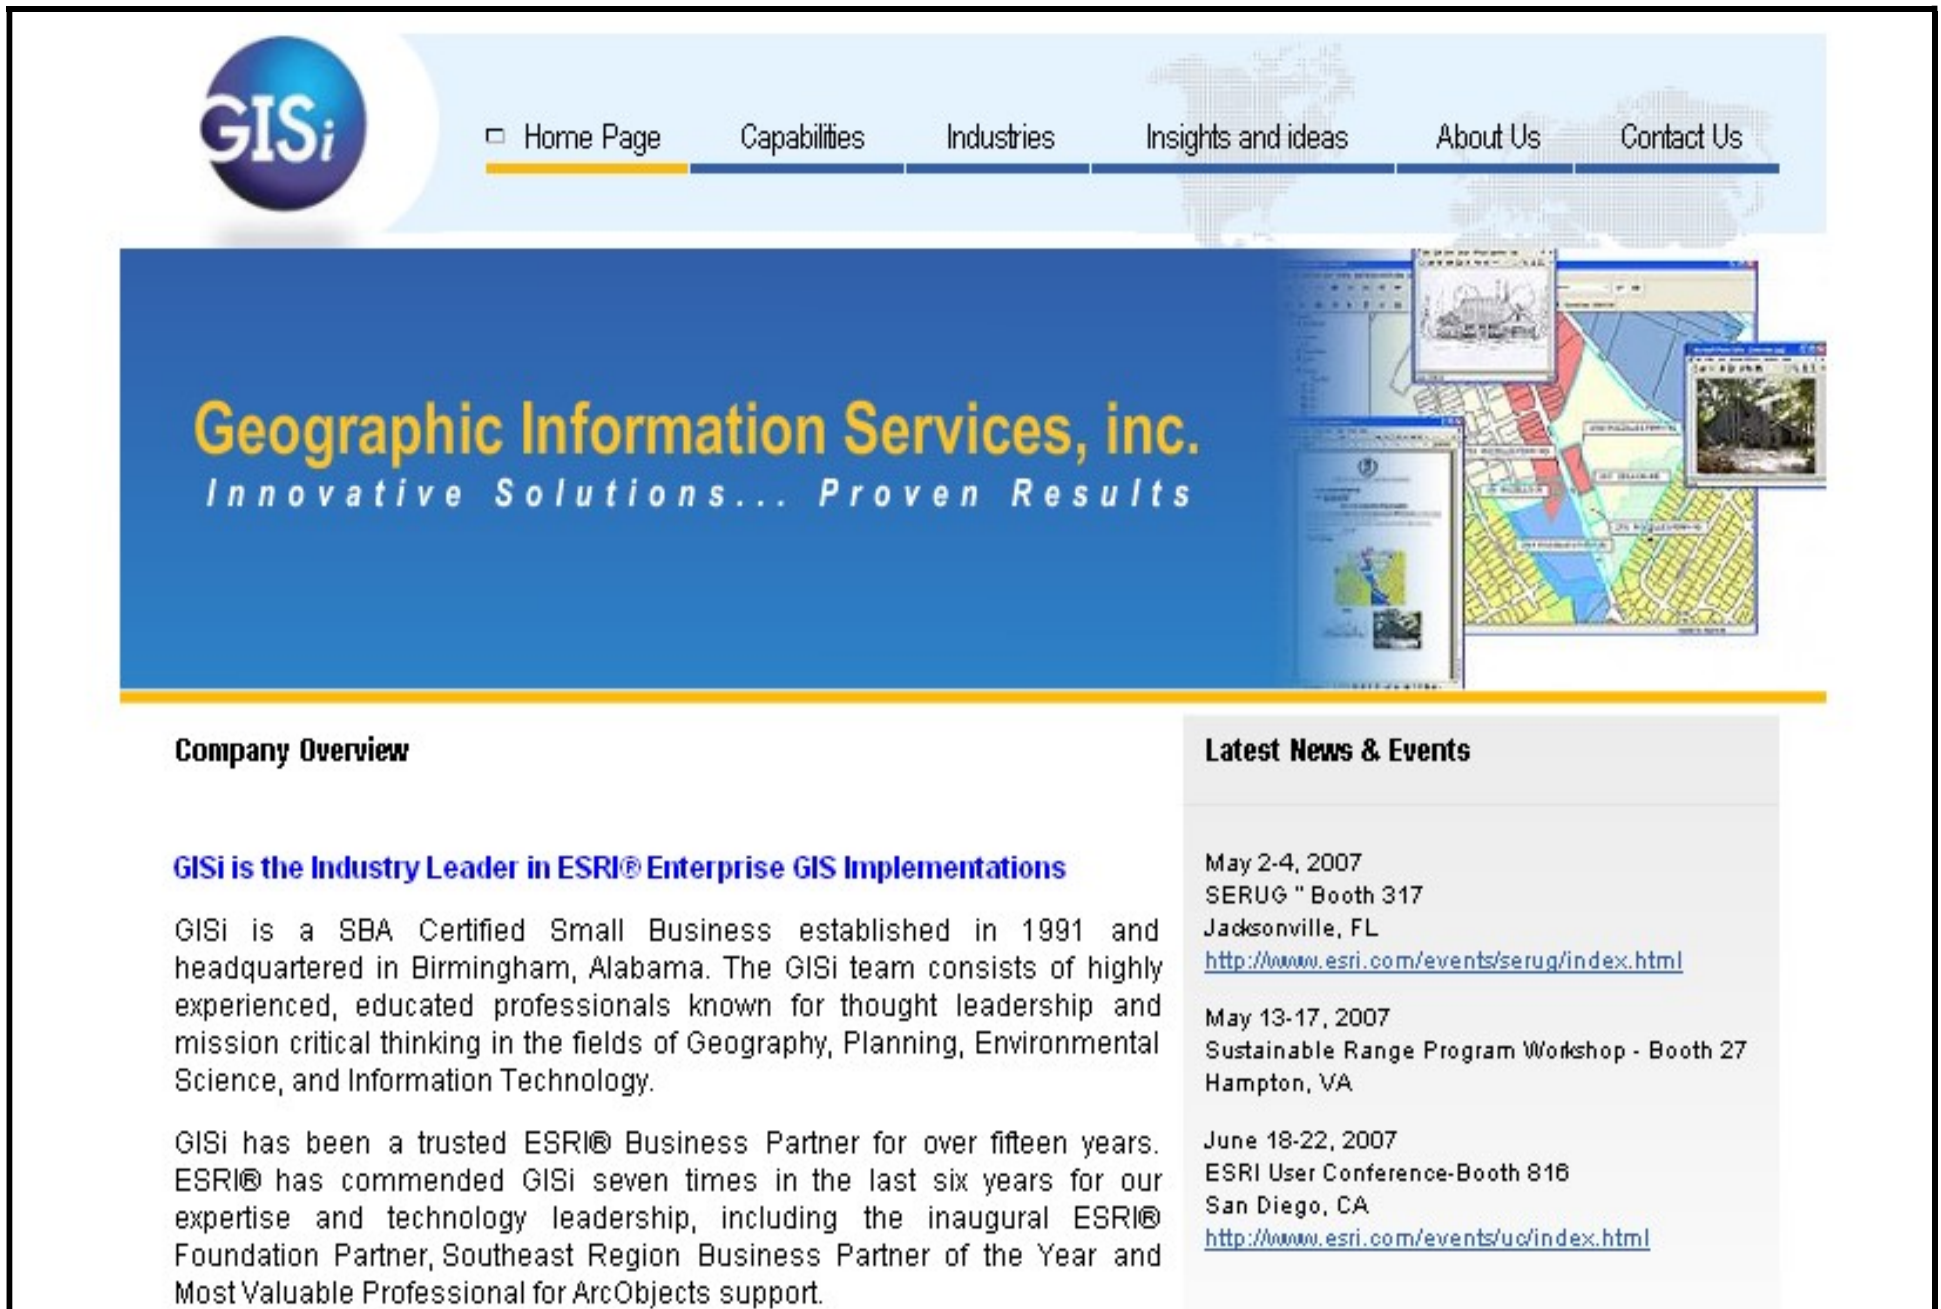 GISi
Home Page
Capabilities
Industries
Insights and ideas
About Us
Contact Us
Geographic Information Services, inc.
Innovative Solutions... Proven Results
Company Overview
GISi is the Industry Leader in ESRI® Enterprise GIS Implementations
GISi is a SBA Certified Small Business established in 1991 and
headquartered in Birmingham, Alabama. The GISi team consists of highly
experienced, educated professionals known for thought leadership and
mission critical thinking in the fields of Geography, Planning, Environmental
Science, and Information Technology.
GISi has been a trusted ESRI® Business Partner for over fifteen years.
ESRI® has commended GISi seven times in the last six years for our
expertise and technology leadership, including the inaugural ESRI®
Foundation Partner, Southeast Region Business Partner of the Year and
Most Valuable Professional for ArcObjects support.
Latest News & Events
May 2-4, 2007
SERUG " Booth 317
Jacksonville, FL
http://www.esri.com/events/serug/index.html
May 13-17, 2007
Sustainable Range Program Workshop - Booth 27
Hampton, VA
June 18-22, 2007
ESRI User Conference-Booth 816
San Diego, CA
http://www.esri.com/events/uc/index.html